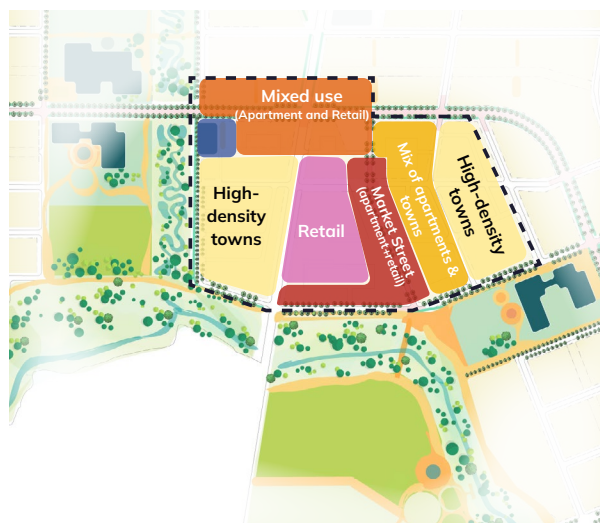 Mixed use
(Apartment and Retail)
High-
density
towns
Retail
Market Street
(apartment+retail)
Mix of apartments &
towns
High-density
towns